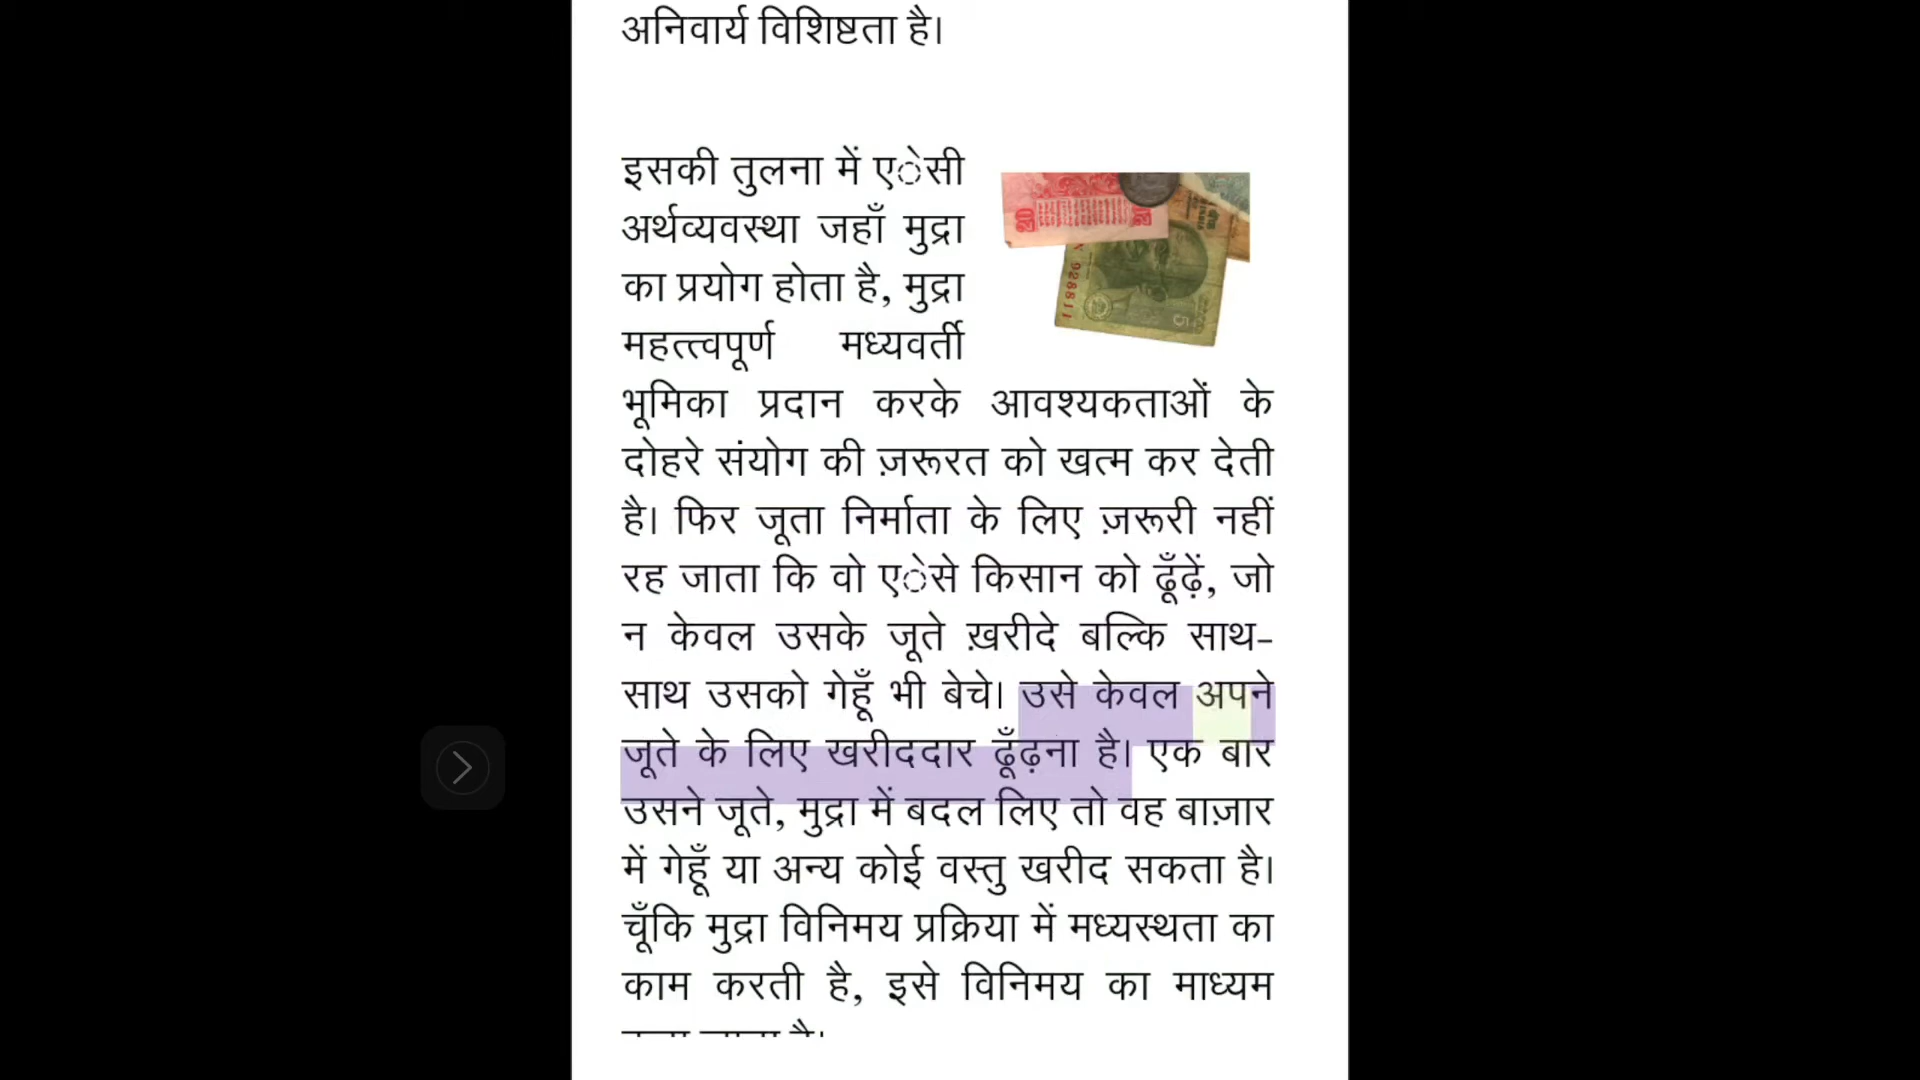 अनिवार्य विशिष्टता है।
इसकी तुलना में एेसी
अर्थव्यवस्था जहाँ मुद्रा
का प्रयोग होता है, मुद्रा
महत्त्वपूर्ण मध्यवर्ती
भूमिका प्रदान करके आवश्यकताओं के
दोहरे संयोग की ज़रूरत को खत्म कर देती
है। फिर जूता निर्माता के लिए ज़रूरी नहीं
रह जाता कि वो एेसे किसान को ढूँढ़ें, जो
न केवल उसके जूते ख़रीदे बल्कि साथ-
साथ उसको गेहूँ भी बेचे। उसे केवल अपने
जूते के लिए खरीददार ढूँढ़ना है। एक बार
उसने जूते, मुद्रा में बदल लिए तो वह बाज़ार
में गेहूँ या अन्य कोई वस्तु खरीद सकता है।
चूँकि मुद्रा विनिमय प्रक्रिया में मध्यस्थता का
काम करती है, इसे विनिमय का माध्यम